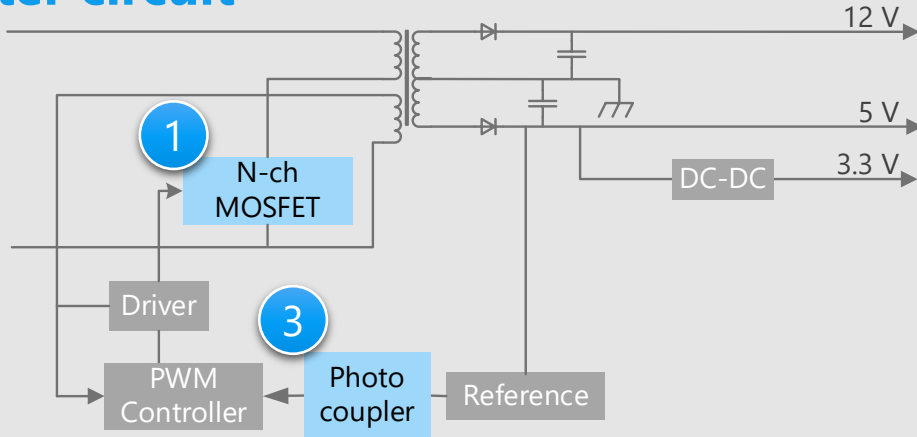 12 V
1
5 V
N-ch
MOSFET
DC-DC
3.3 V
Driver
3
PWM
Controller
Photo
coupler
Reference